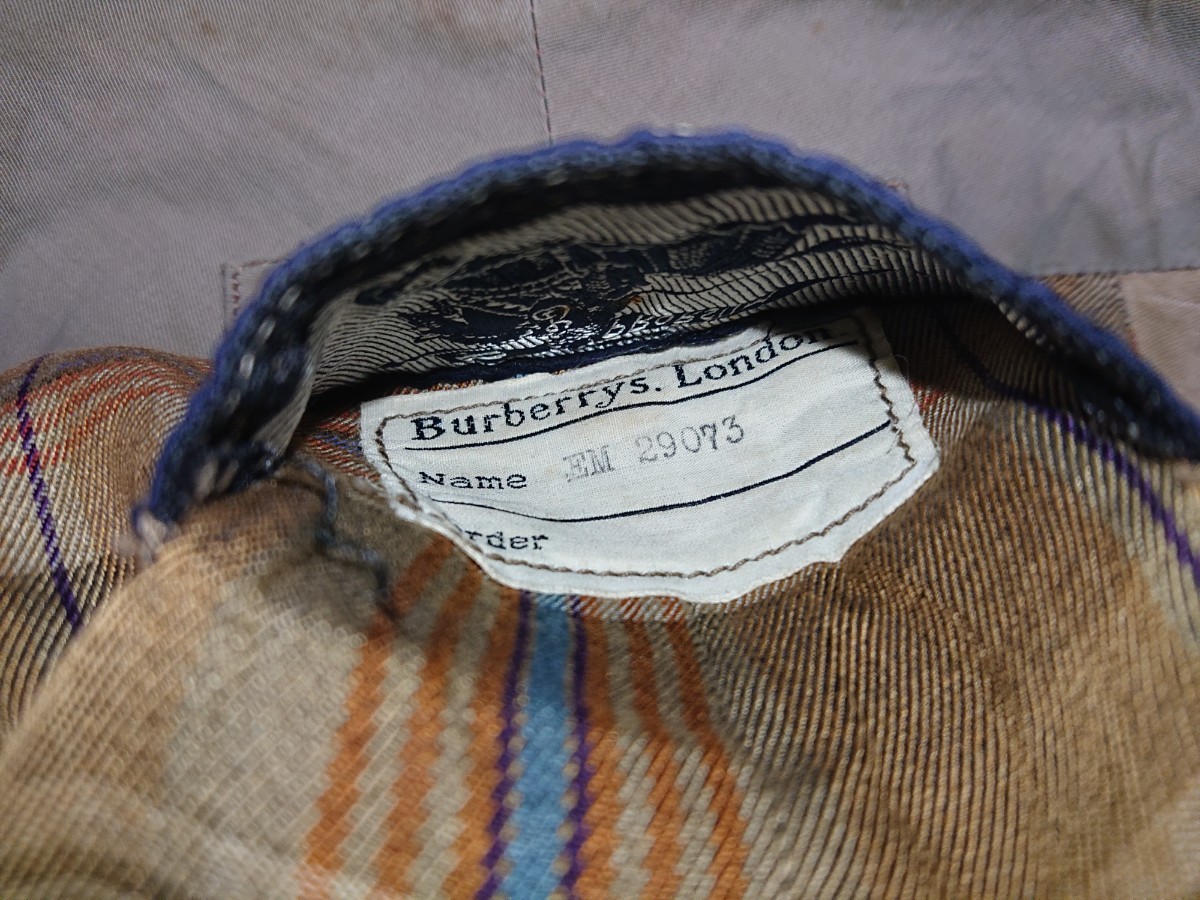 Burberrys. London
Name EM 29073
rder